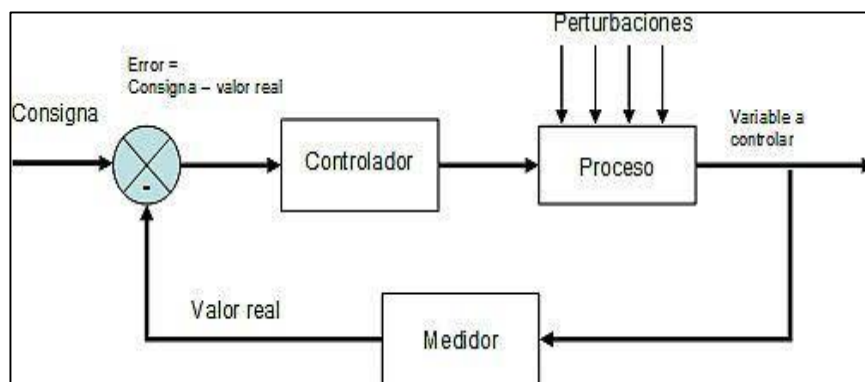 Perturbaciones
Error =
Consigna – valor real
Consigna
Variable a
controlar
Controlador
Proceso
-
Valor real
Medidor